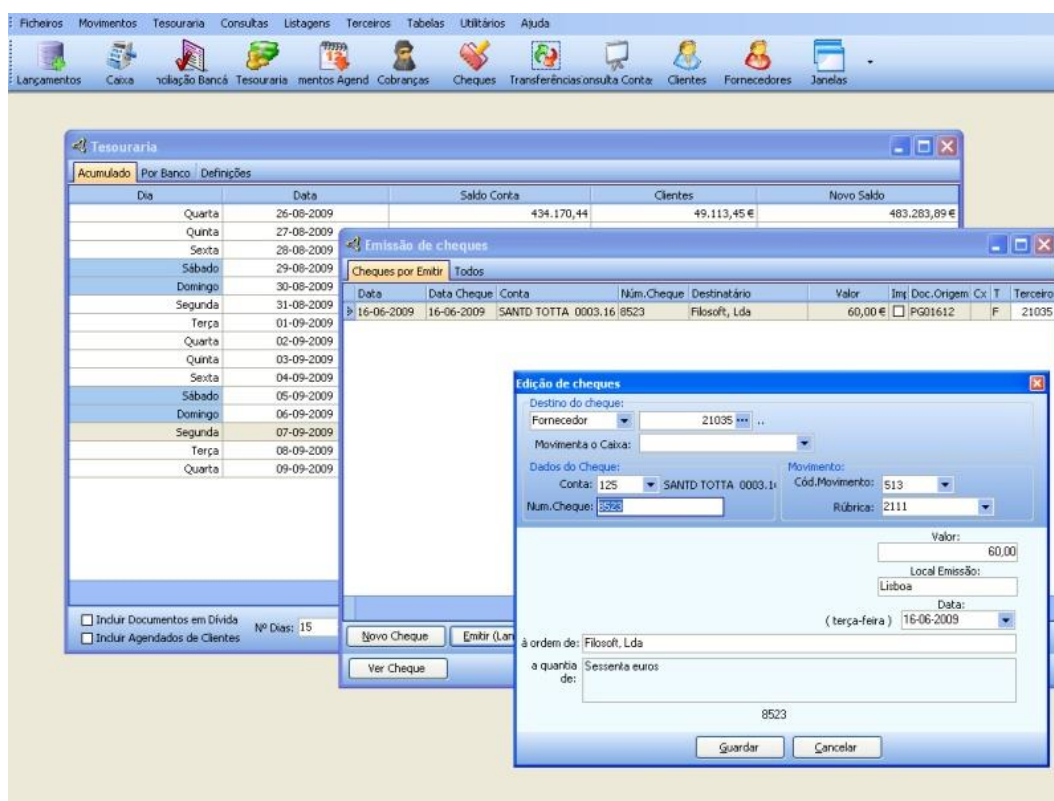 Ficheiros Movimentos Tesouraria Consultas Listagens Terceiros Tabelas Utilitários Ajuda
Lançamentos Caixa nciliação Bancá Tesouraria mentos Agend Cobranças Cheques Transferências onsulta Conta Clientes Fornecedores Janelas
Tesouraria
Acumulado Por Banco Definições
Dia Data Saldo Conta Clientes Novo Saldo
Quarta 26-08-2009 434.170,44 49.113,45 € 483.283,89 €
Quinta 27-08-2009
Sexta 28-08-2009
Sábado 29-08-2009
Domingo 30-08-2009
Segunda 31-08-2009
Terça 01-09-2009
Quarta 02-09-2009
Quinta 03-09-2009
Sexta 04-09-2009
Sábado 05-09-2009
Domingo 06-09-2009
Segunda 07-09-2009
Terça 08-09-2009
Quarta 09-09-2009
Incluir Documentos em Dívida
Incluir Agendados de Clientes
Nº Dias: 15
Emissão de cheques
Cheques por Emitir Todos
Data Data Cheque Conta Núm.Cheque Destinatário Valor Imp Doc.Origem Cx T Terceiro
16-06-2009 16-06-2009 SANTD TOTTA 0003.16 8523 Filosoft, Lda 60,00 € PG01612 F 21035
Novo Cheque Emitir (Lan
Ver Cheque
Edição de cheques
Destino do cheque:
Fornecedor 21035 ... ..
Movimenta o Caixa:
Dados do Cheque: Movimento:
Conta: 125 SANTD TOTTA 0003.1 Cód.Movimento: 513
Num.Cheque: 8523 Rúbrica: 2111
Valor:
60,00
Local Emissão:
Lisboa
Data:
( terça-feira ) 16-06-2009
à ordem de: Filosoft, Lda
a quantia de: Sessenta euros
8523
Guardar Cancelar